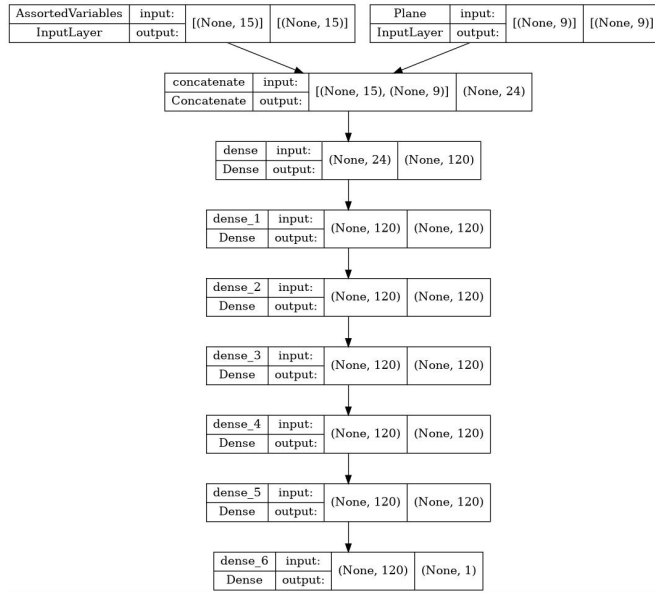 AssortedVariables input: [(None, 15)] [(None, 15)]
InputLayer output:
Plane input: [(None, 9)] [(None, 9)]
InputLayer output:
concatenate input: [(None, 15), (None, 9)] (None, 24)
Concatenate output:
dense input: (None, 24) (None, 120)
Dense output:
dense_1 input: (None, 120) (None, 120)
Dense output:
dense_2 input: (None, 120) (None, 120)
Dense output:
dense_3 input: (None, 120) (None, 120)
Dense output:
dense_4 input: (None, 120) (None, 120)
Dense output:
dense_5 input: (None, 120) (None, 120)
Dense output:
dense_6 input: (None, 120) (None, 1)
Dense output: